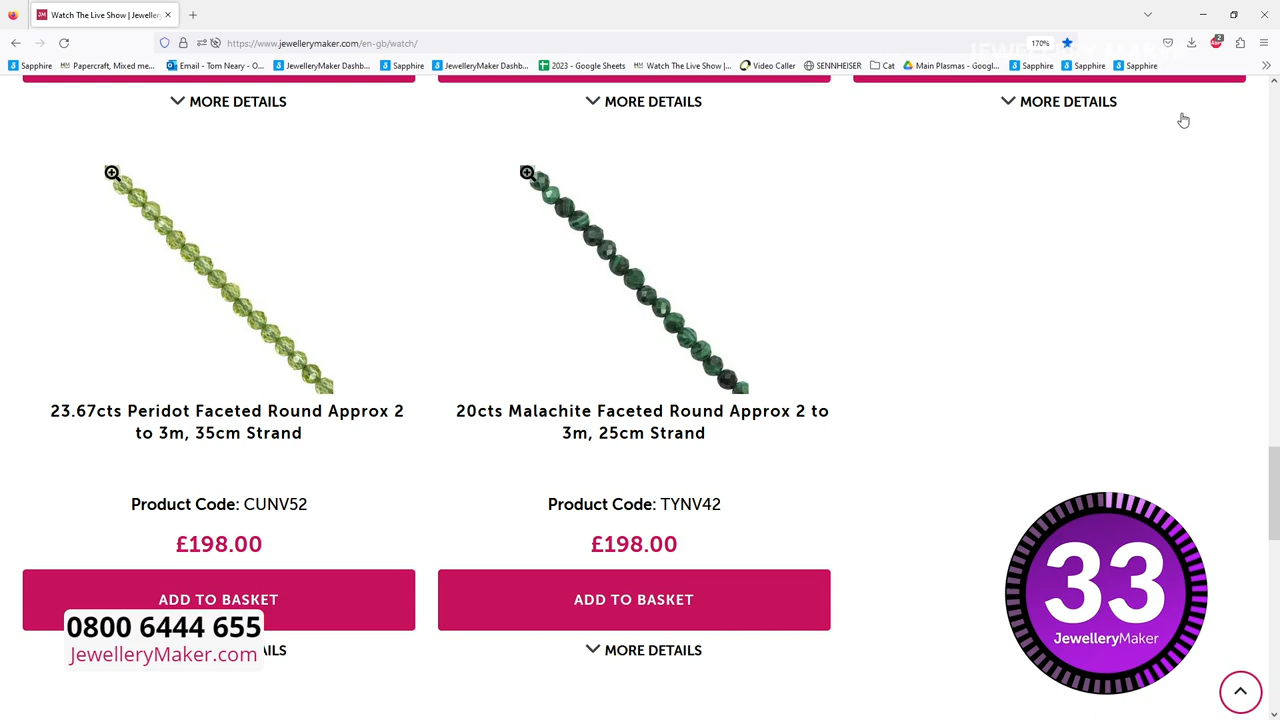 Watch The Live Show | Jeweller
https://www.jewellerymaker.com/en-gb/watch/
170%
2
Sapphire
Papercraft, Mixed me...
Email - Tom Neary - O...
JewelleryMaker Dashb...
Sapphire
JewelleryMaker Dashb...
2023 - Google Sheets
Watch The Live Show |...
Video Caller
SENNHEISER
Cat
Main Plasmas - Googl...
Sapphire
Sapphire
Sapphire
MORE DETAILS
MORE DETAILS
MORE DETAILS
23.67cts Peridot Faceted Round Approx 2
to 3m, 35cm Strand
20cts Malachite Faceted Round Approx 2 to
3m, 25cm Strand
Product Code: CUNV52
Product Code: TYNV42
£198.00
£198.00
ADD TO BASKET
ADD TO BASKET
0800 6444 655
JewelleryMaker.com
MORE DETAILS
33
JewelleryMaker